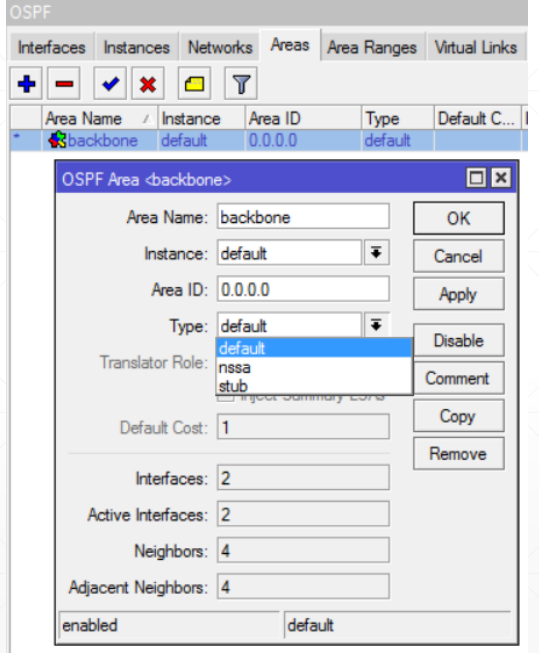 OSPF
Interfaces Instances Networks Areas Area Ranges Virtual Links
Area Name Instance Area ID Type Default C...
* backbone default 0.0.0.0 default
OSPF Area <backbone>
Area Name: backbone
OK
Instance: default
Cancel
Area ID: 0.0.0.0
Apply
Type: default
Disable
default
nssa
stub
Translator Role:
Comment
Inject Summary LSAs
Default Cost: 1
Copy
Remove
Interfaces: 2
Active Interfaces: 2
Neighbors: 4
Adjacent Neighbors: 4
enabled default